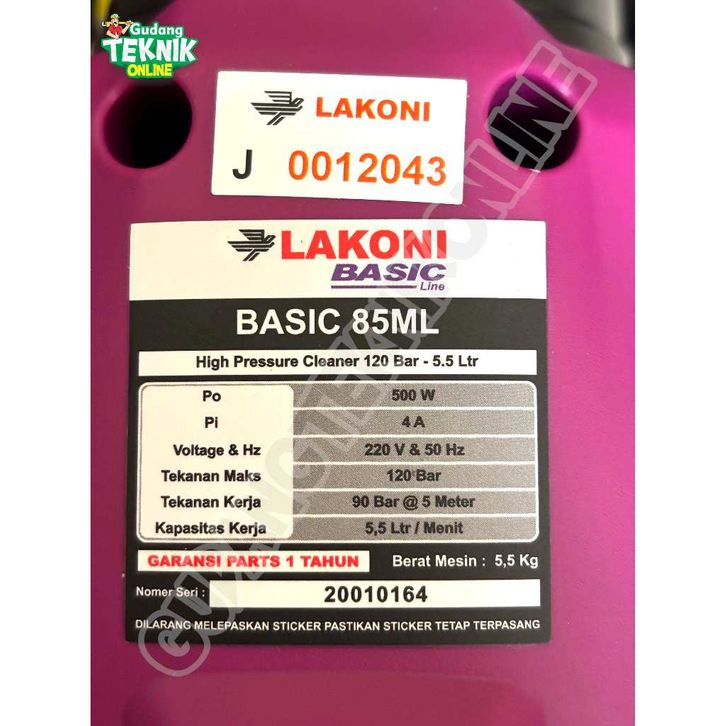 Gudang
TEKNIK
ONLINE
LAKONI
J 0012043
LAKONI
BASIC
Line
BASIC 85ML
High Pressure Cleaner 120 Bar - 5.5 Ltr
Po 500 W
Pi 4 A
Voltage & Hz 220 V & 50 Hz
Tekanan Maks 120 Bar
Tekanan Kerja 90 Bar @ 5 Meter
Kapasitas Kerja 5,5 Ltr / Menit
GARANSI PARTS 1 TAHUN Berat Mesin : 5,5 Kg
Nomer Seri : 20010164
DILARANG MELEPASKAN STICKER PASTIKAN STICKER TETAP TERPASANG
GUDANGTEKNIKONLINE